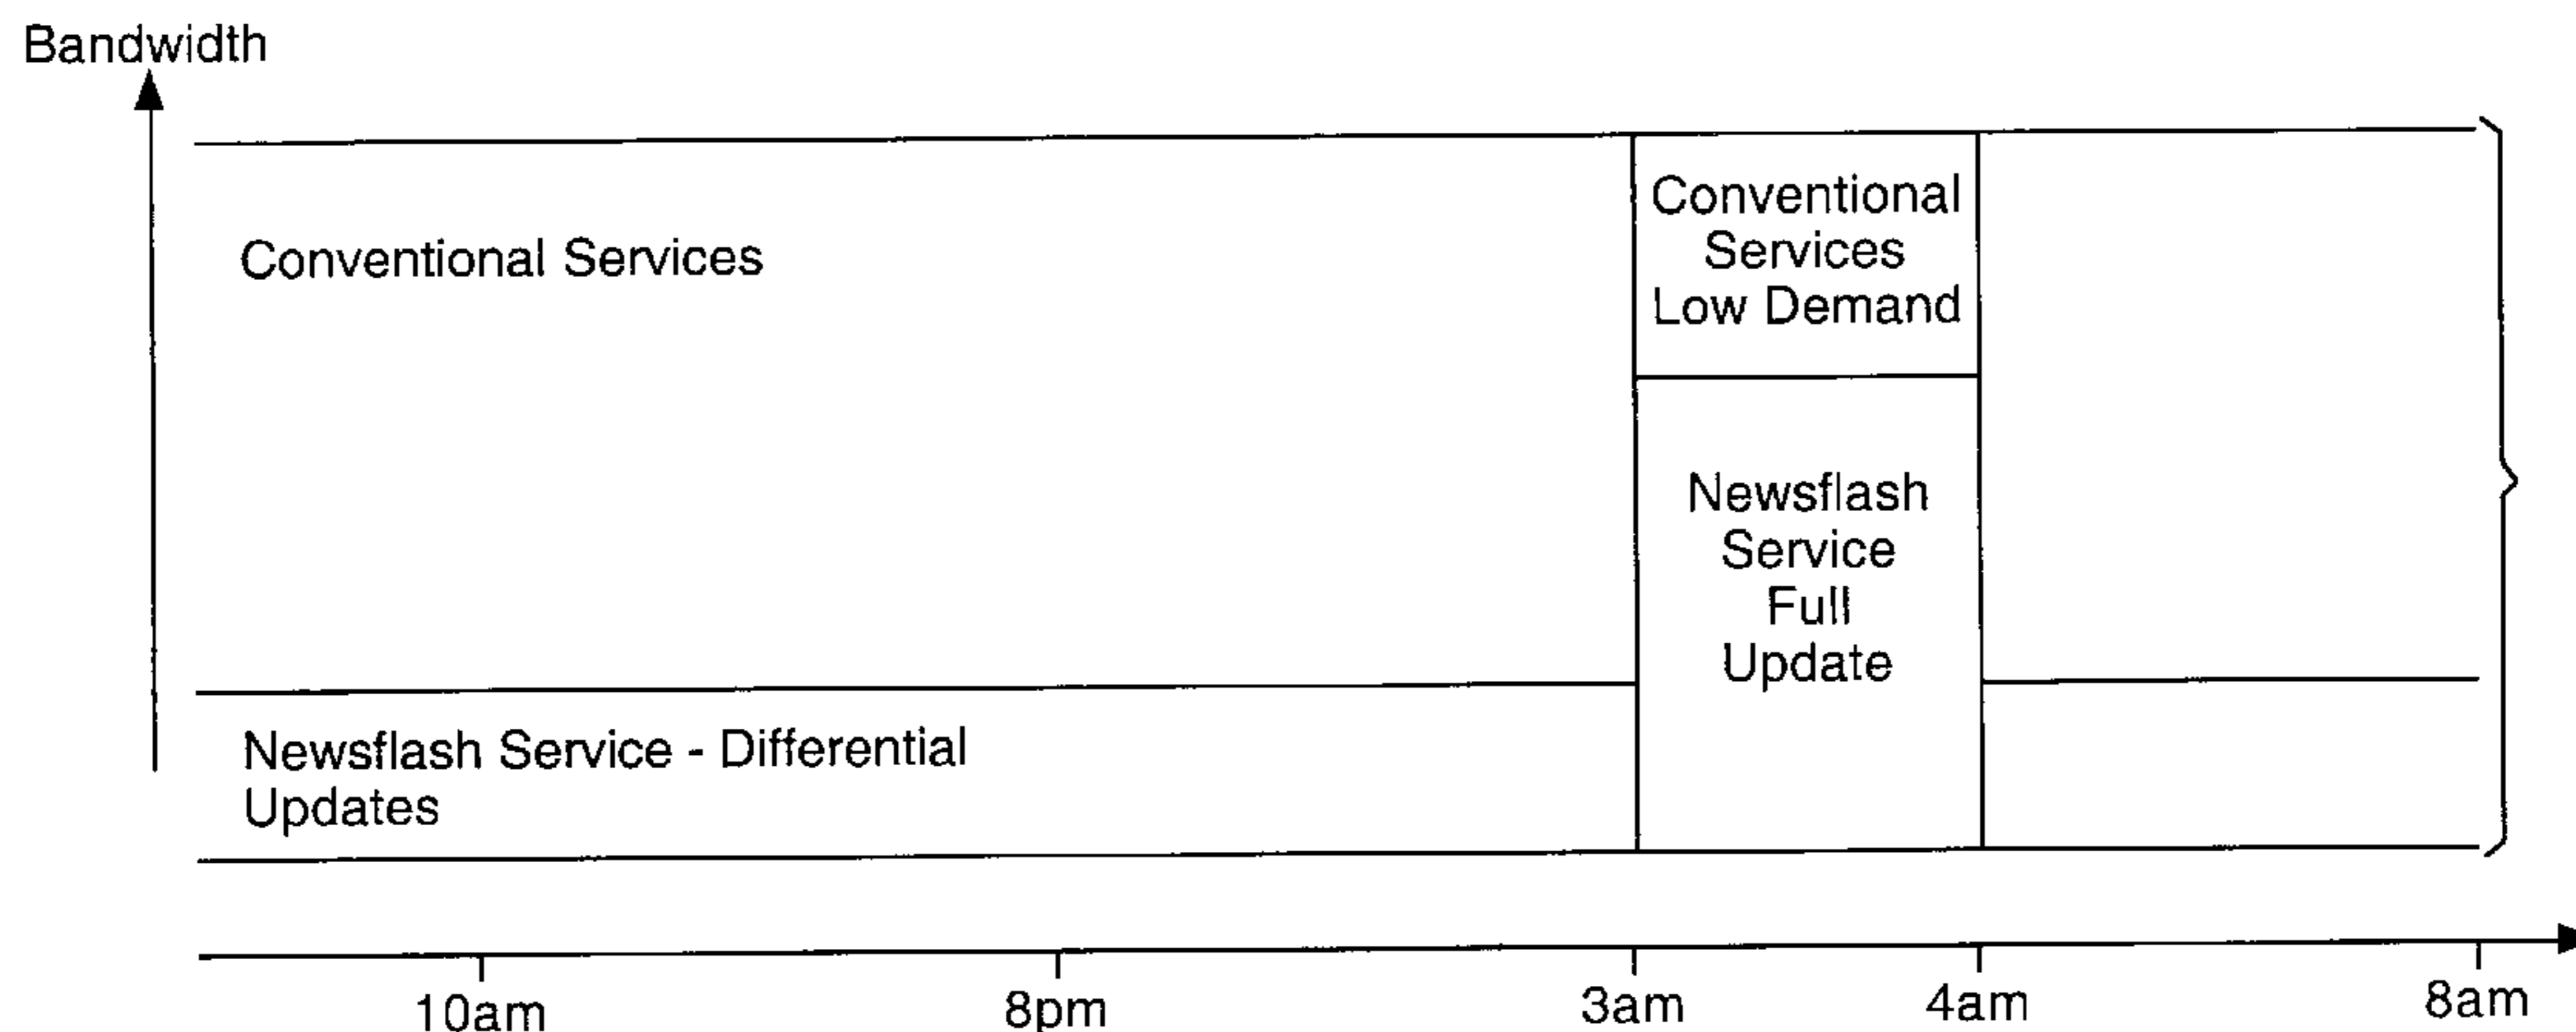 Bandwidth
Conventional Services
Conventional
Services
Low Demand
Newsflash
Service
Full
Update
Newsflash Service - Differential
Updates
10am
8pm
3am
4am
8am